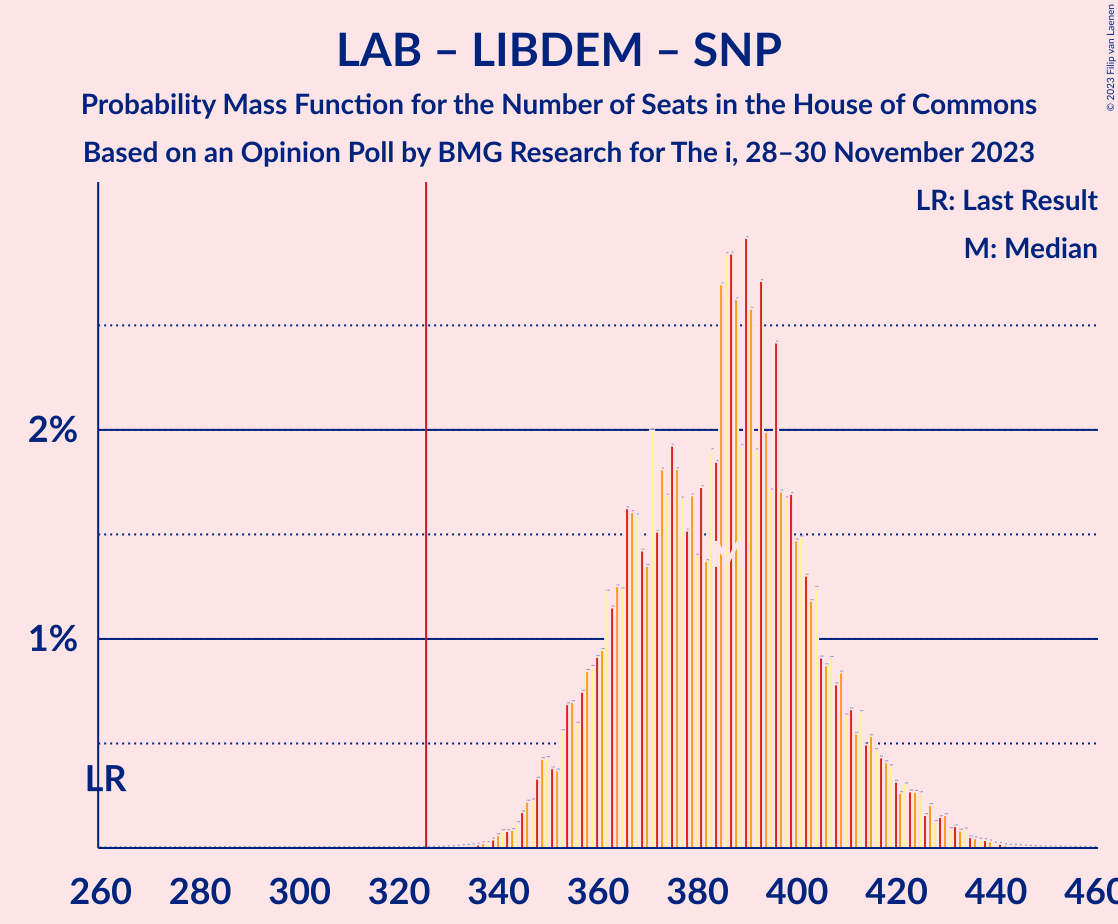 LAB – LIBDEM – SNP
Probability Mass Function for the Number of Seats in the House of Commons
Based on an Opinion Poll by BMG Research for The i, 28–30 November 2023
© 2023 Filip van Laenen
LR: Last Result
M: Median
2%
1%
M
LR
260 280 300 320 340 360 380 400 420 440 460